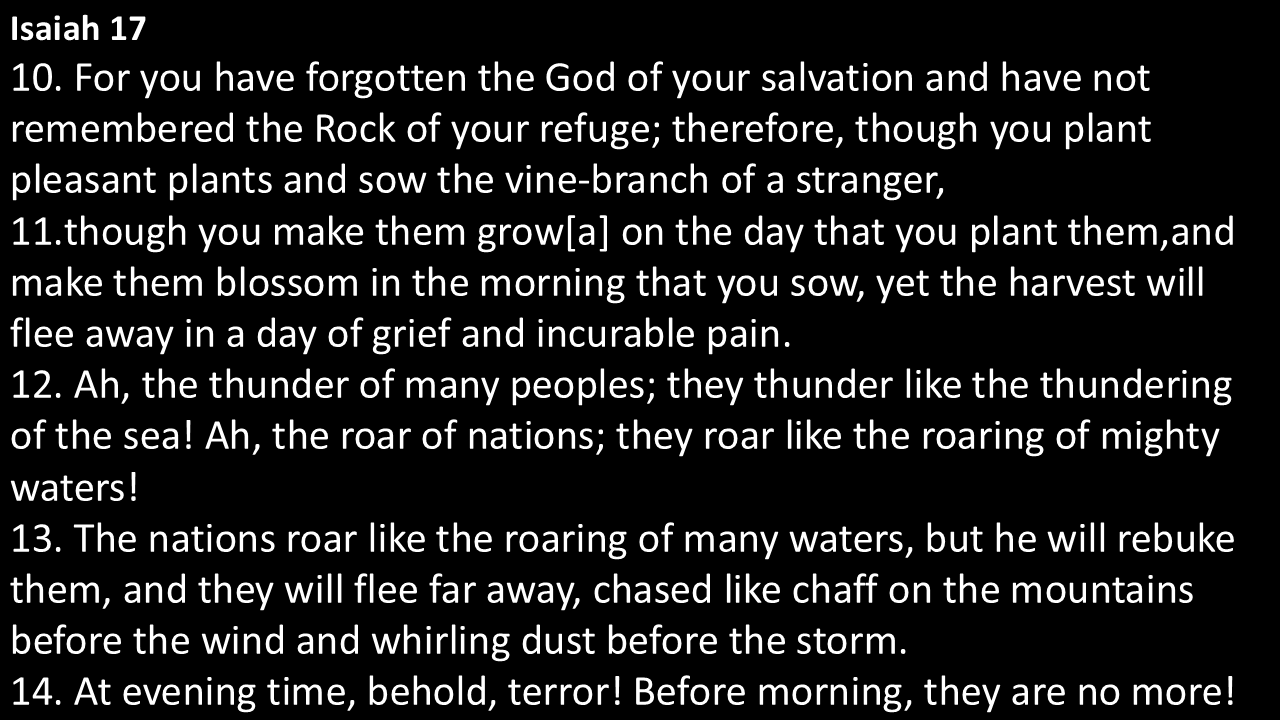 Isaiah 17
10. For you have forgotten the God of your salvation and have not
remembered the Rock of your refuge; therefore, though you plant
pleasant plants and sow the vine-branch of a stranger,
11.though you make them grow[a] on the day that you plant them,and
make them blossom in the morning that you sow, yet the harvest will
flee away in a day of grief and incurable pain.
12. Ah, the thunder of many peoples; they thunder like the thundering
of the sea! Ah, the roar of nations; they roar like the roaring of mighty
waters!
13. The nations roar like the roaring of many waters, but he will rebuke
them, and they will flee far away, chased like chaff on the mountains
before the wind and whirling dust before the storm.
14. At evening time, behold, terror! Before morning, they are no more!